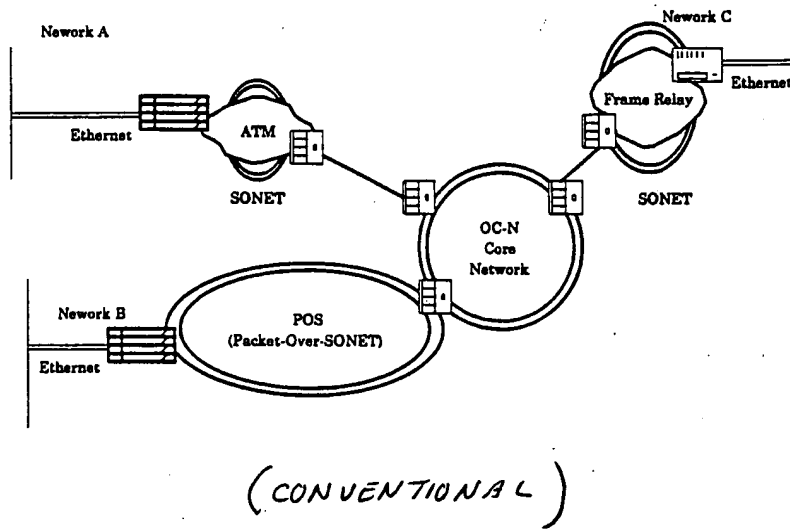 Nework A
Nework C
Ethernet
ATM
SONET
Frame Relay
Ethernet
SONET
OC-N
Core
Network
Nework B
Ethernet
POS
(Packet-Over-SONET)
(CONVENTIONAL)